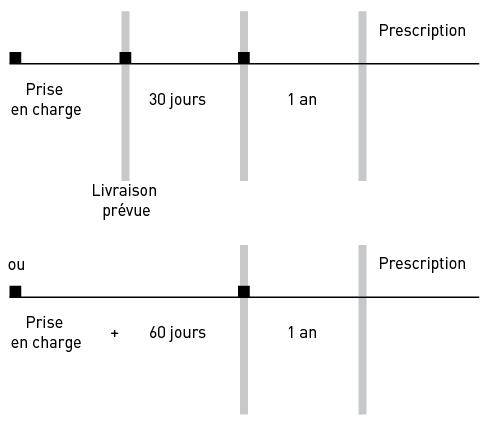 Prescription
Prise
en charge
30 jours
1 an
Livraison
prévue
ou
Prescription
Prise
en charge
+
60 jours
1 an